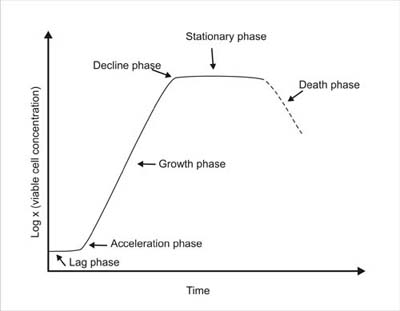 Stationary phase
Decline phase
Death phase
Growth phase
Acceleration phase
Lag phase
Log x (viable cell concentration)
Time